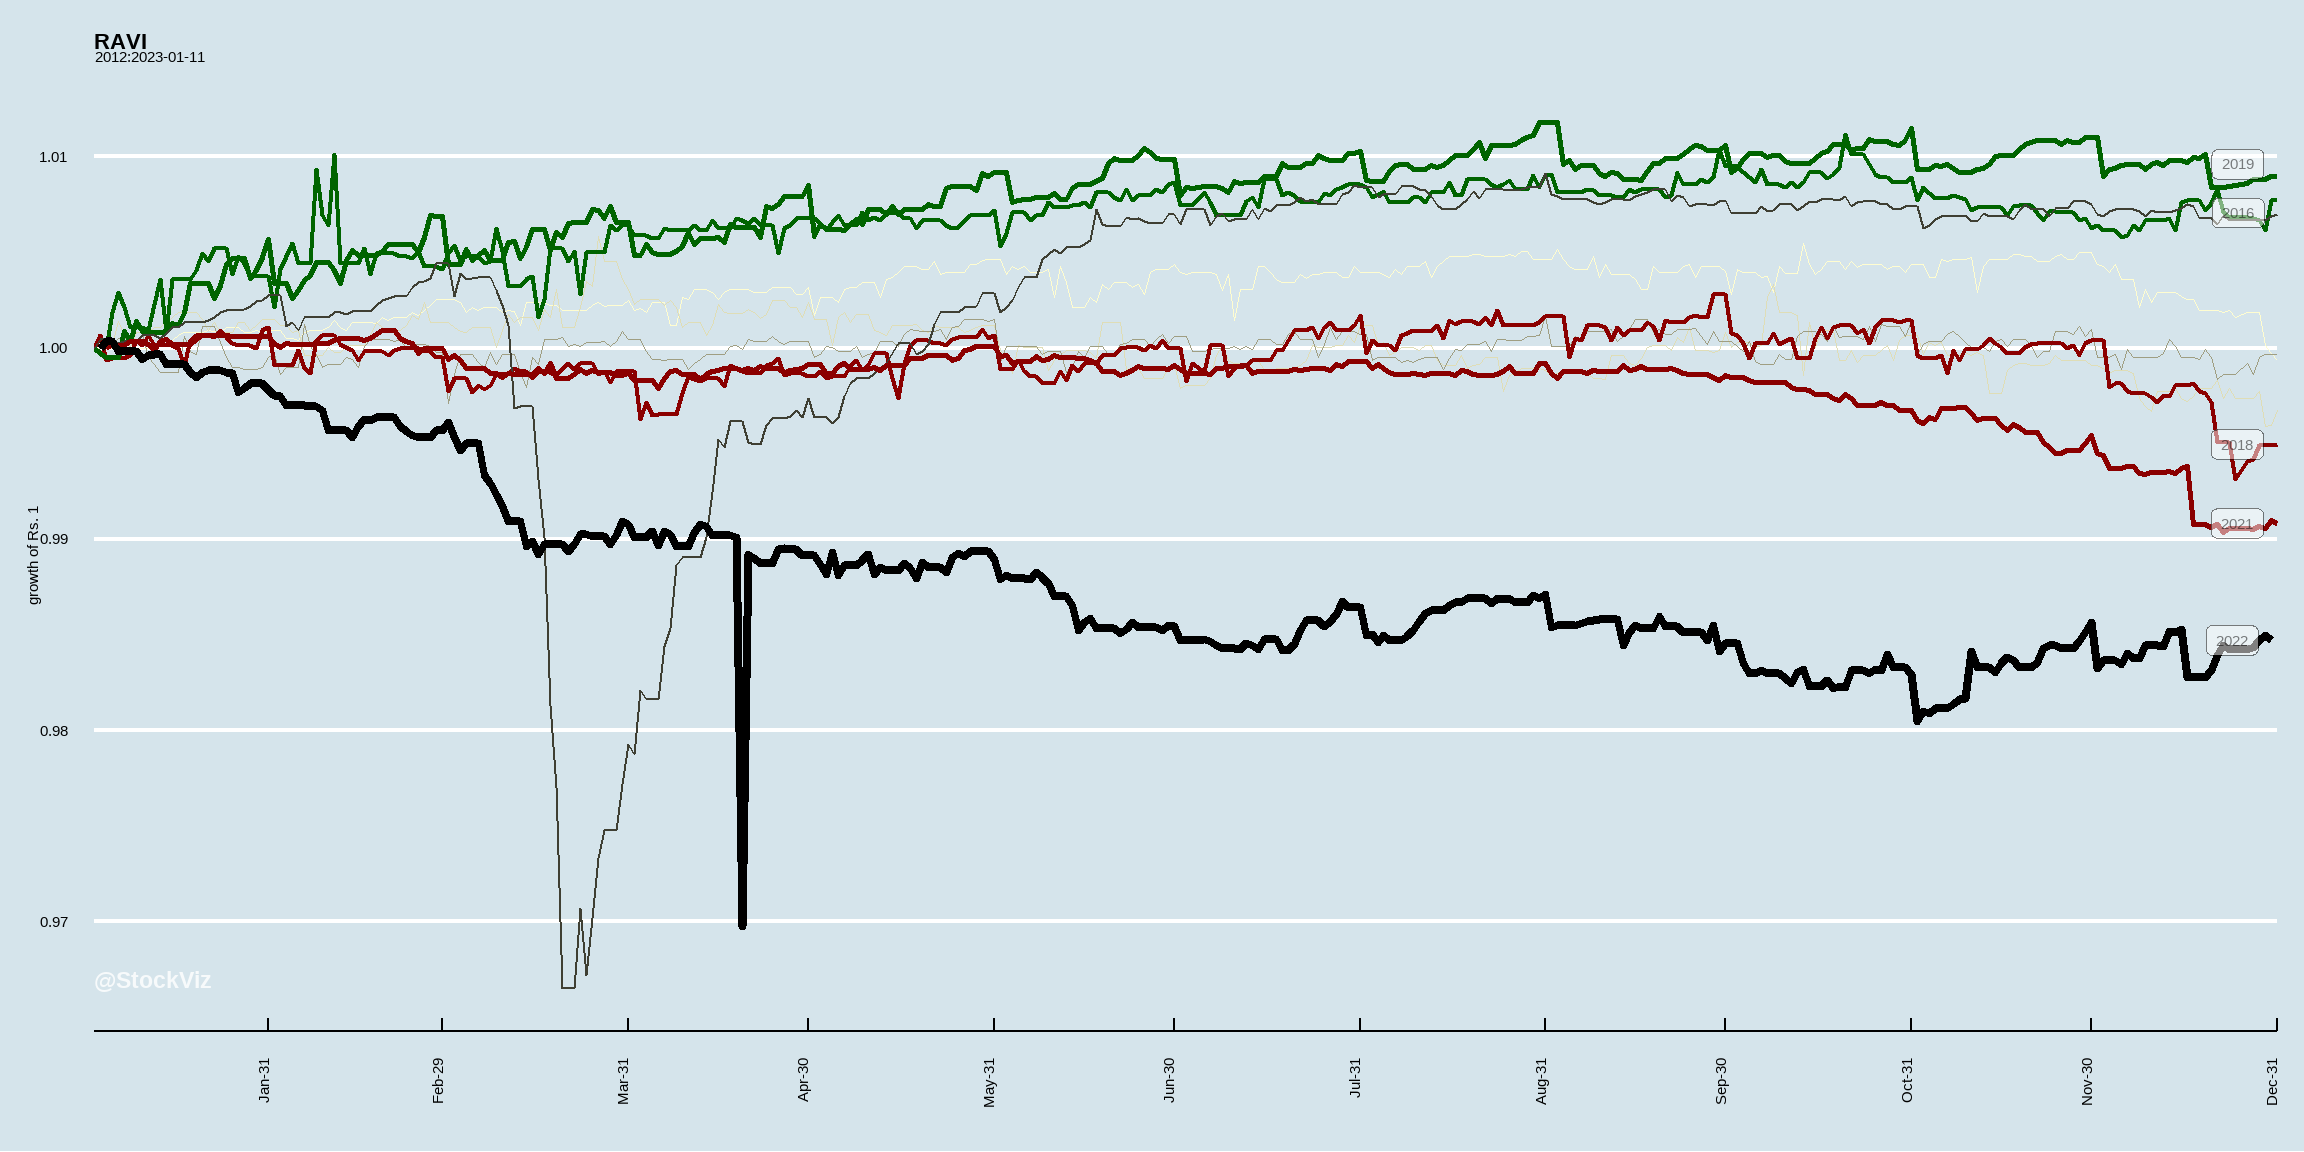 RAVI
2012:2023-01-11
1.01
1.00
0.99
0.98
0.97
growth of Rs. 1
2019
2016
2018
2021
2022
@StockViz
Jan-31
Feb-29
Mar-31
Apr-30
May-31
Jun-30
Jul-31
Aug-31
Sep-30
Oct-31
Nov-30
Dec-31